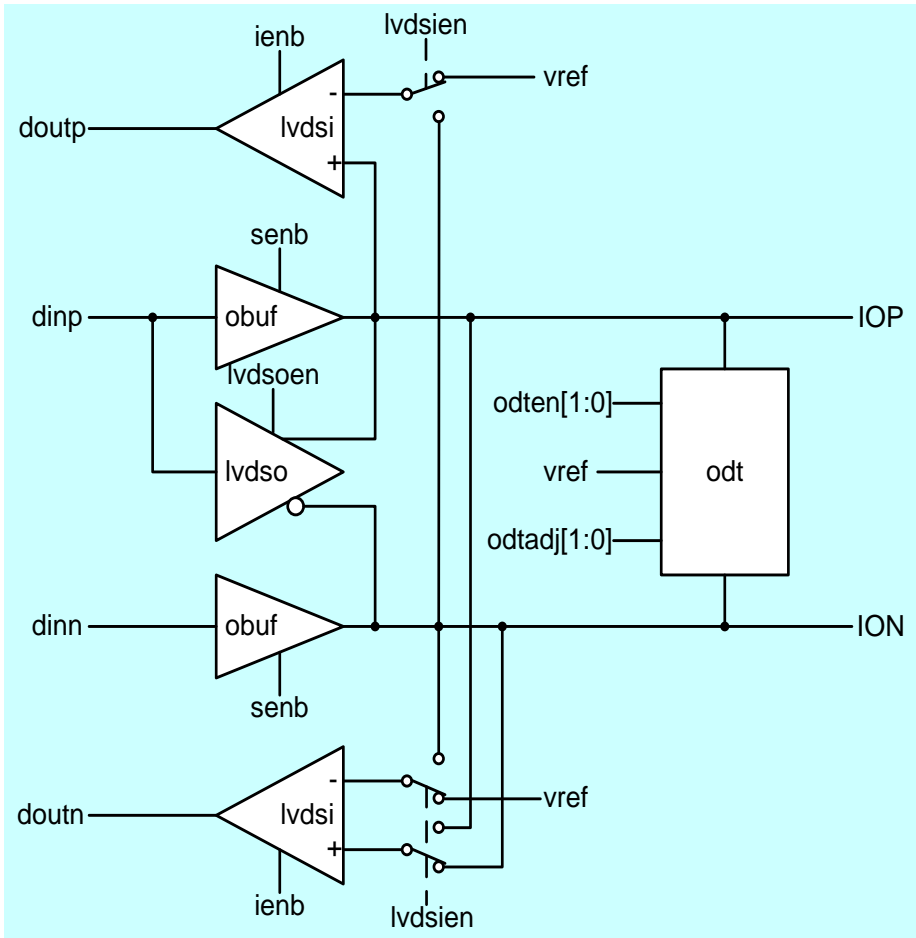 lvdsien
ienb
vref
-
doutp
lvdsi
+
senb
dinp
obuf
IOP
lvdsoen
odten[1:0]
lvdso
vref
odt
odtadj[1:0]
dinn
obuf
ION
senb
-
vref
doutn
lvdsi
+
ienb
lvdsien